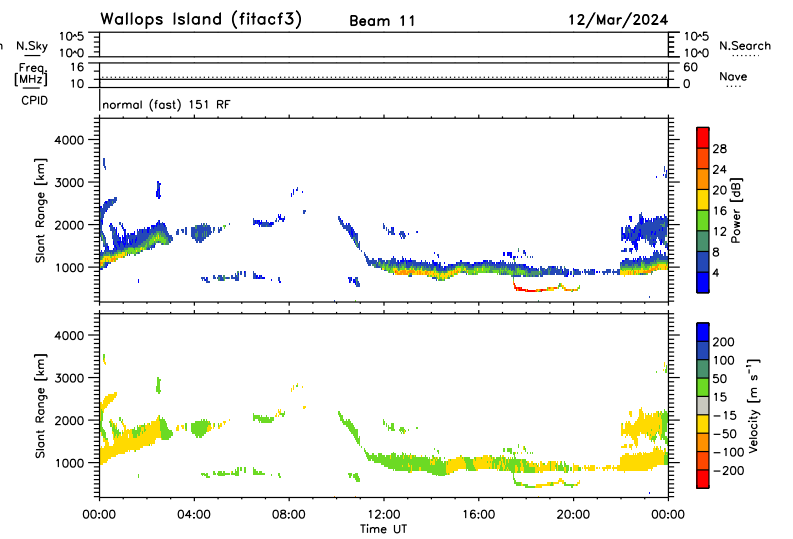 Wallops Island (fitacf3) Beam 11 12/Mar/2024
n N.Sky 10^5 10^5 N.Search
10^0 10^0
Freq. 16 60 Nave
[MHz] 10 0
CPID normal (fast) 151 RF
Slant Range [km]
4000
3000
2000
1000
28
24
20
16
12
8
4
Power [dB]
Slant Range [km]
4000
3000
2000
1000
200
100
50
15
-15
-50
-100
-200
Velocity [m s⁻¹]
00:00 04:00 08:00 12:00 16:00 20:00 00:00
Time UT